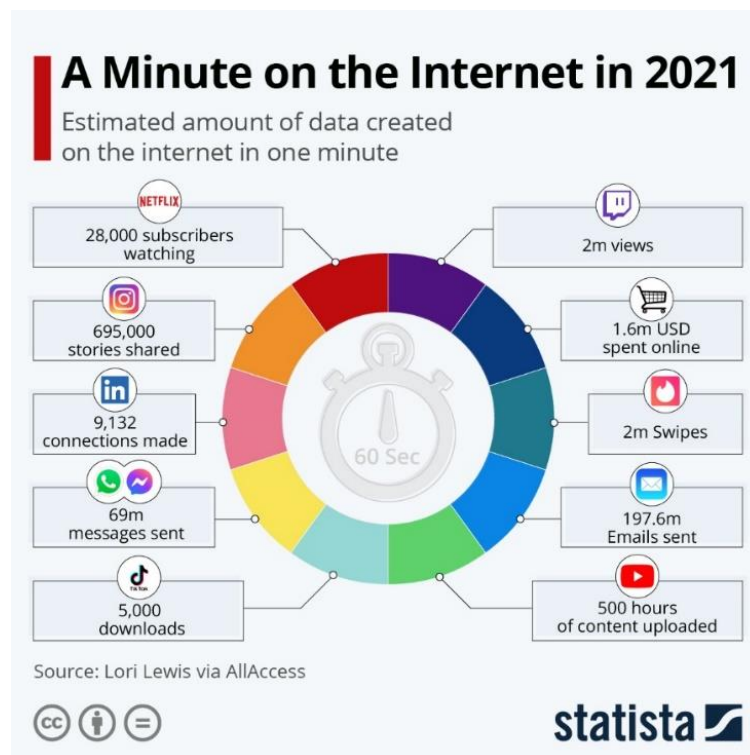 A Minute on the Internet in 2021
Estimated amount of data created
on the internet in one minute
NETFLIX
28,000 subscribers
watching
2m views
695,000
stories shared
1.6m USD
spent online
in
9,132
connections made
2m Swipes
60 Sec
69m
messages sent
197.6m
Emails sent
TikTok
5,000
downloads
500 hours
of content uploaded
Source: Lori Lewis via AllAccess
cc
statista